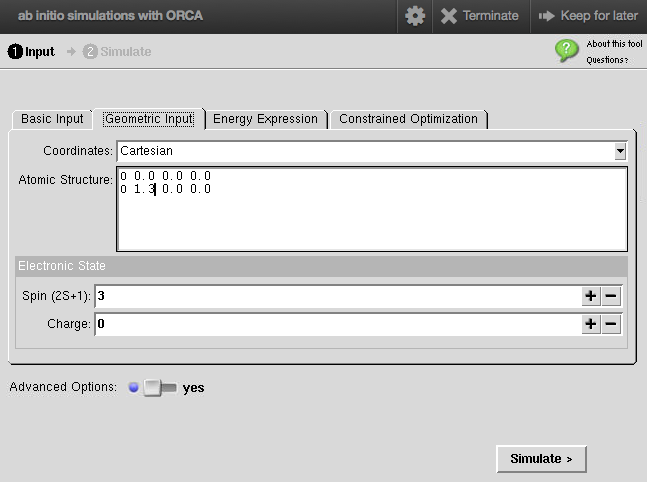 ab initio simulations with ORCA
Terminate
Keep for later
1 Input
2 Simulate
About this tool
Questions?
Basic Input
Geometric Input
Energy Expression
Constrained Optimization
Coordinates: Cartesian
Atomic Structure:
O 0.0 0.0 0.0
O 1.3 0.0 0.0
Electronic State
Spin (2S+1): 3
Charge: 0
Advanced Options: yes
Simulate >